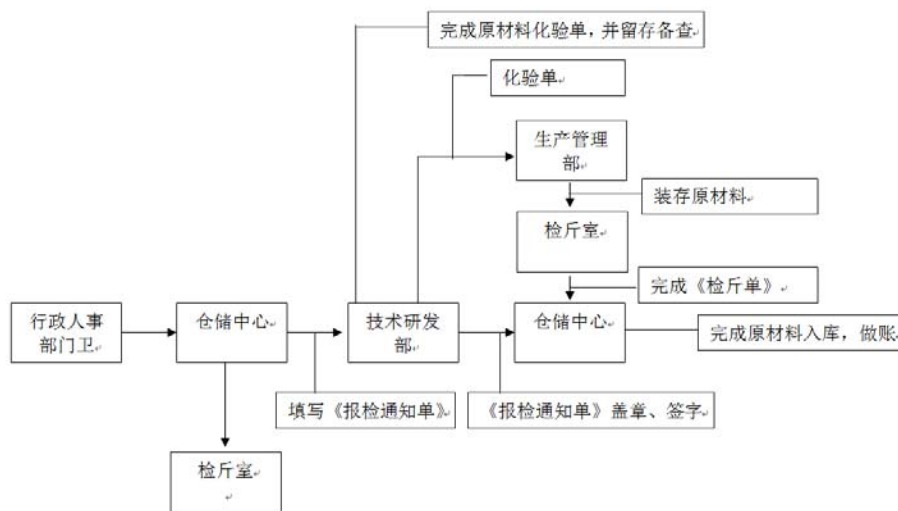 完成原材料化验单，并留存备查
化验单
生产管理
部
装存原材料
检斤室
完成《检斤单》
行政人事
部门卫
仓储中心
技术研发
部
仓储中心
完成原材料入库，做账
填写《报检通知单》
《报检通知单》盖章、签字
检斤室